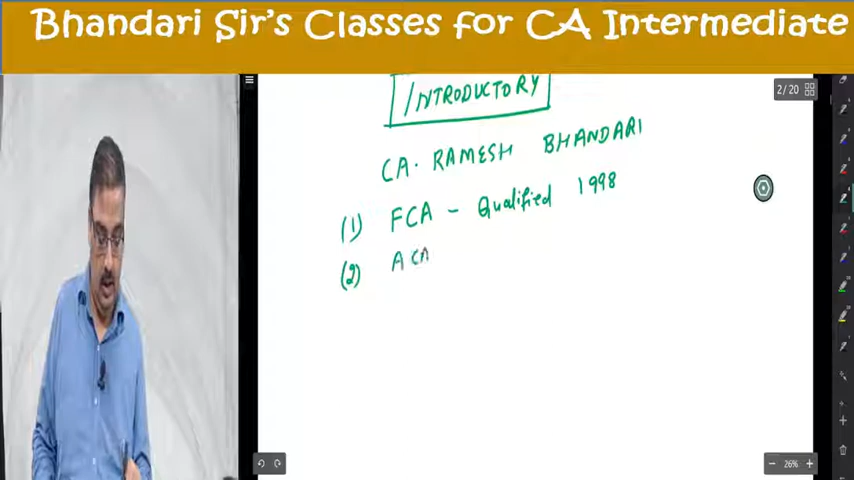 Bhandari Sir's Classes for CA Intermediate
INTRODUCTORY
2/20
CA. RAMESH BHANDARI
(1) FCA - Qualified 1998
(2) ACA
26%